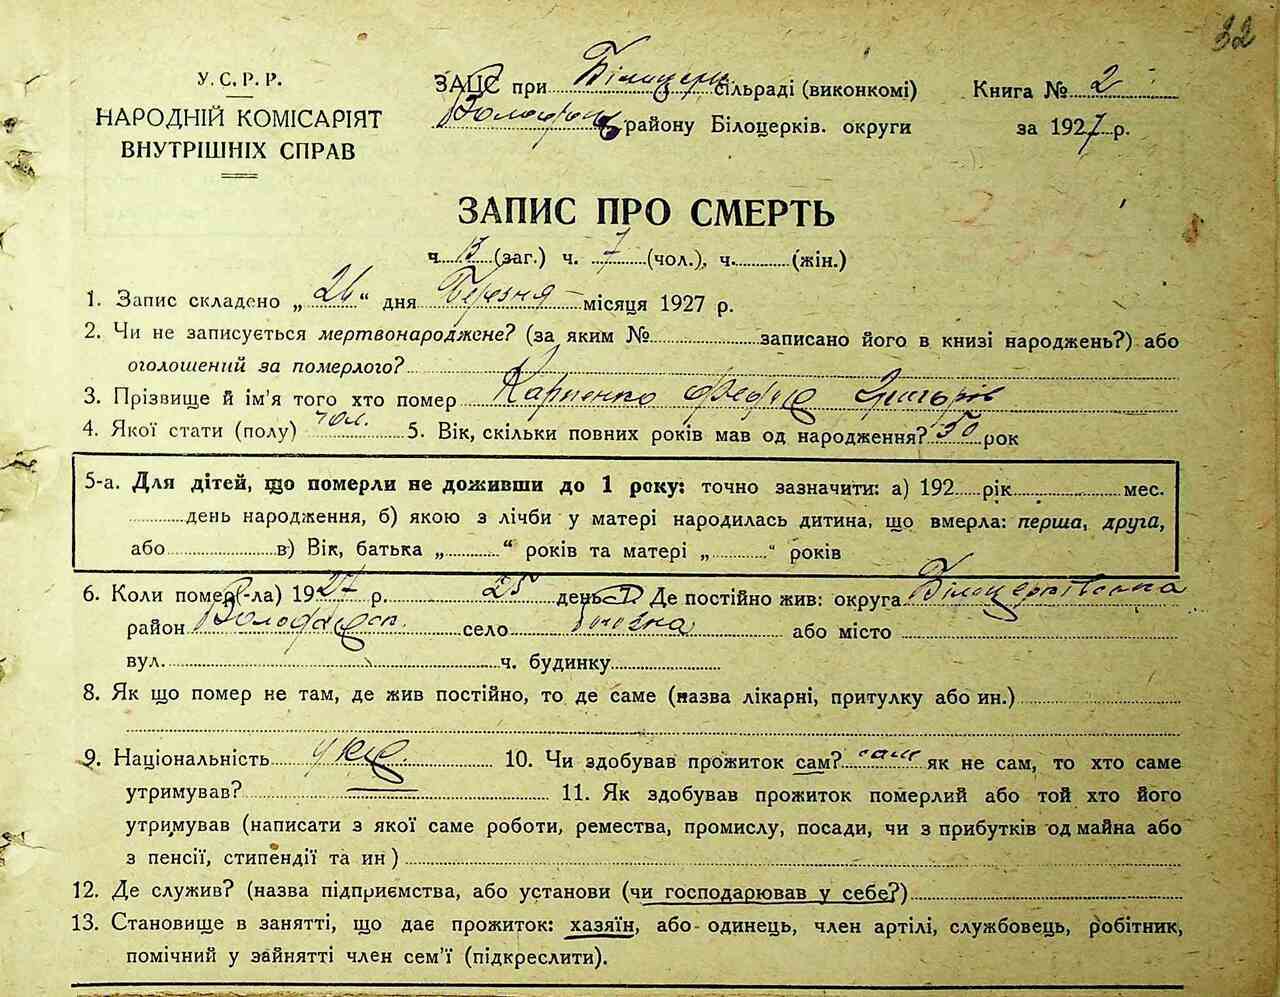 32
У. С. Р. Р.
НАРОДНІЙ КОМІСАРІЯТ
ВНУТРІШНІХ СПРАВ
ЗАЦС при сільраді (виконкомі)
району Білоцерків. округи
Книга № 2
за 1927 р.
ЗАПИС ПРО СМЕРТЬ
ч. 13 (заг.) ч. 7 (чол.), ч. (жін.)
1. Запис складено „ 26 “ дня Березня місяця 1927 р.
2. Чи не записується мертвонароджене? (за яким № записано його в книзі народжень?) або
оголошений за померлого?
3. Прізвище й ім'я того хто помер Карпенко Григорів
4. Якої стати (полу) чол. 5. Вік, скільки повних років мав од народження? 50 рок
5-а. Для дітей, що померли не доживши до 1 року: точно зазначити: а) 192 рік мес.
день народження, б) якою з лічби у матері народилась дитина, що вмерла: перша, друга,
або в) Вік, батька „ “ років та матері „ “ років
6. Коли помер(-ла) 1927 р. 25 день 7. Де постійно жив: округа Білоцерківська
район село або місто
вул. ч. будинку
8. Як що помер не там, де жив постійно, то де саме (назва лікарні, притулку або ин.)
9. Національність укр. 10. Чи здобував прожиток сам? сам як не сам, то хто саме
утримував? 11. Як здобував прожиток померлий або той хто його
утримував (написати з якої саме роботи, ремества, промислу, посади, чи з прибутків од майна або
з пенсії, стипендії та ин )
12. Де служив? (назва підприємства, або установи (чи господарював у себе?)
13. Становище в занятті, що дає прожиток: хазяїн, або одинець, член артілі, службовець, робітник,
помічний у зайнятті член сем'ї (підкреслити).